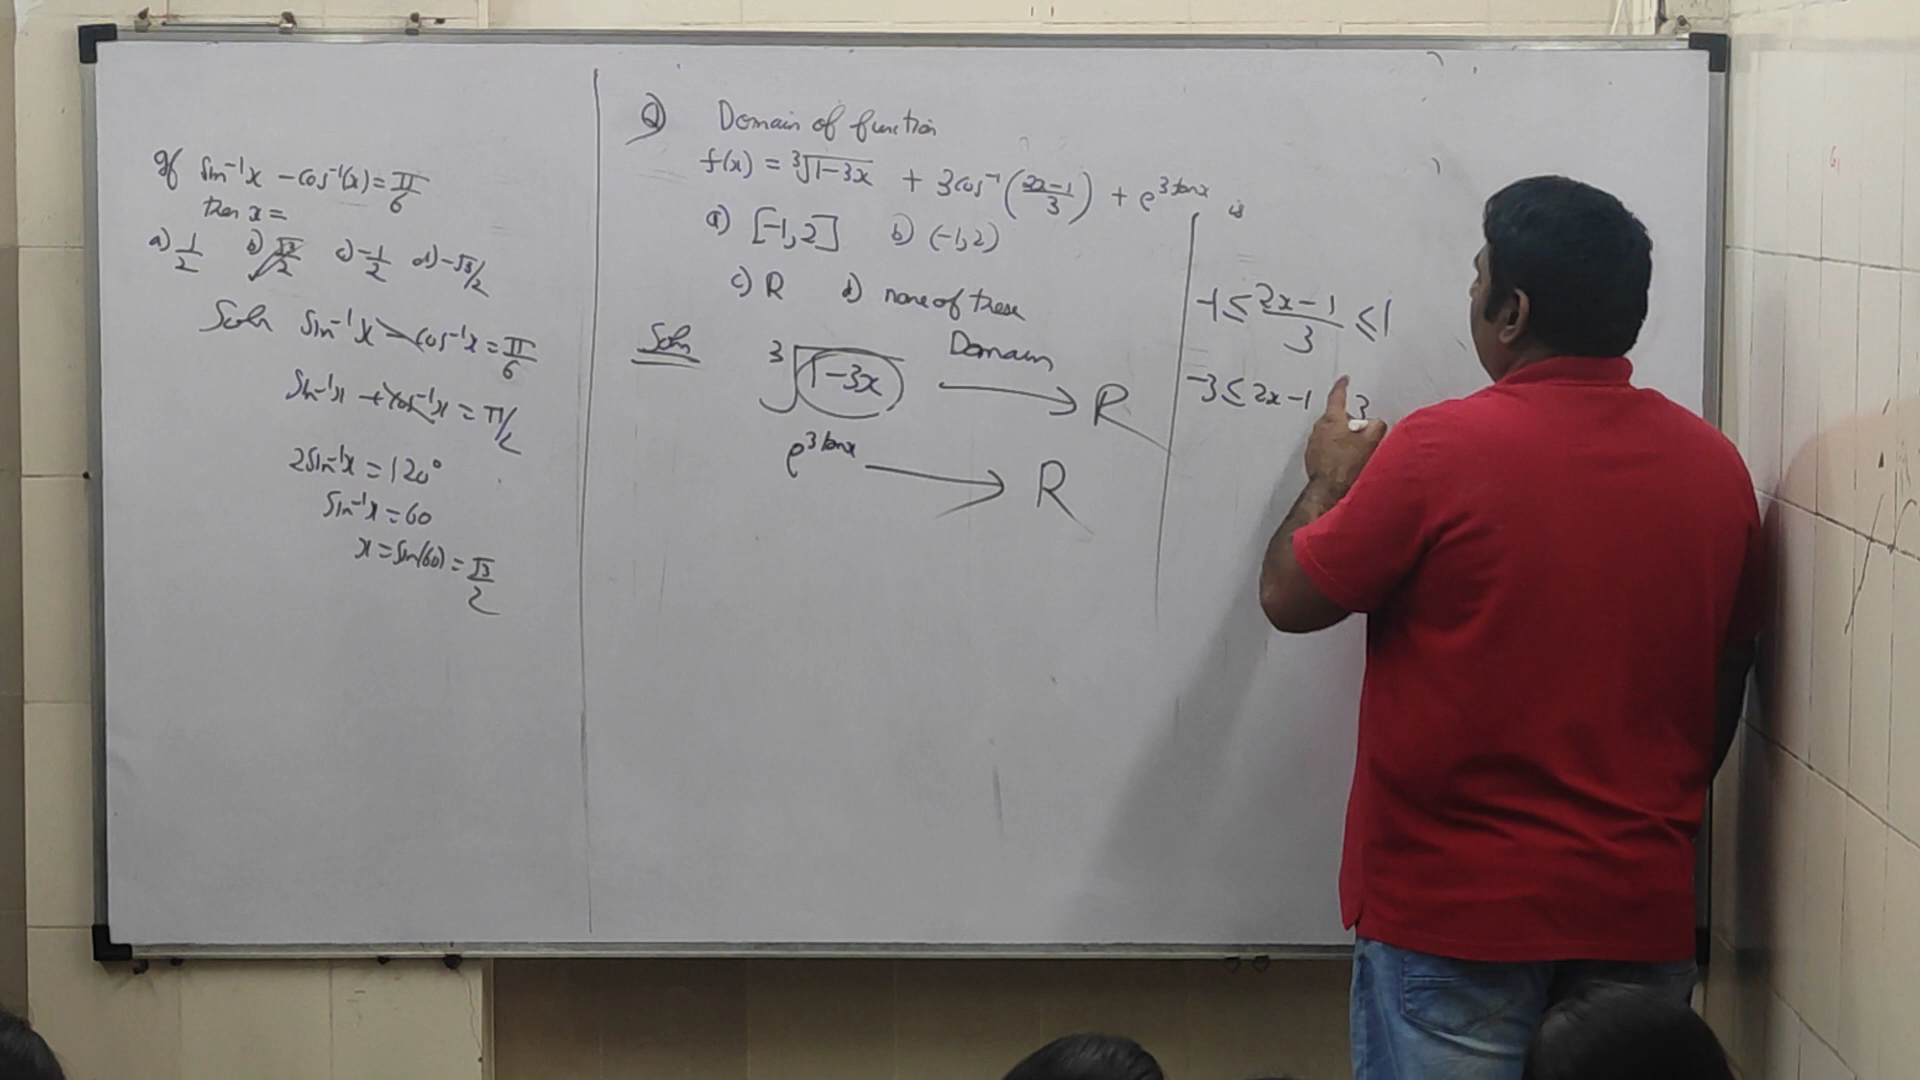 If sin⁻¹x - cos⁻¹(x) = π/6
then x =
a) 1/2 b) √3/2 c) -1/2 d) -√3/2
Soln sin⁻¹x - cos⁻¹x = π/6
sin⁻¹x + cos⁻¹x = π/2
2sin⁻¹x = 120°
sin⁻¹x = 60
x = sin(60) = √3/2
Q) Domain of function
f(x) = ∛(1-3x) + 3cos⁻¹((2x-1)/3) + e^(3tanx) is
a) [-1,2] b) (-1,2)
c) R d) none of these
Soln ∛(1-3x) Domain → R
e^(3tanx) → R
-1 ≤ (2x-1)/3 ≤ 1
-3 ≤ 2x-1 3